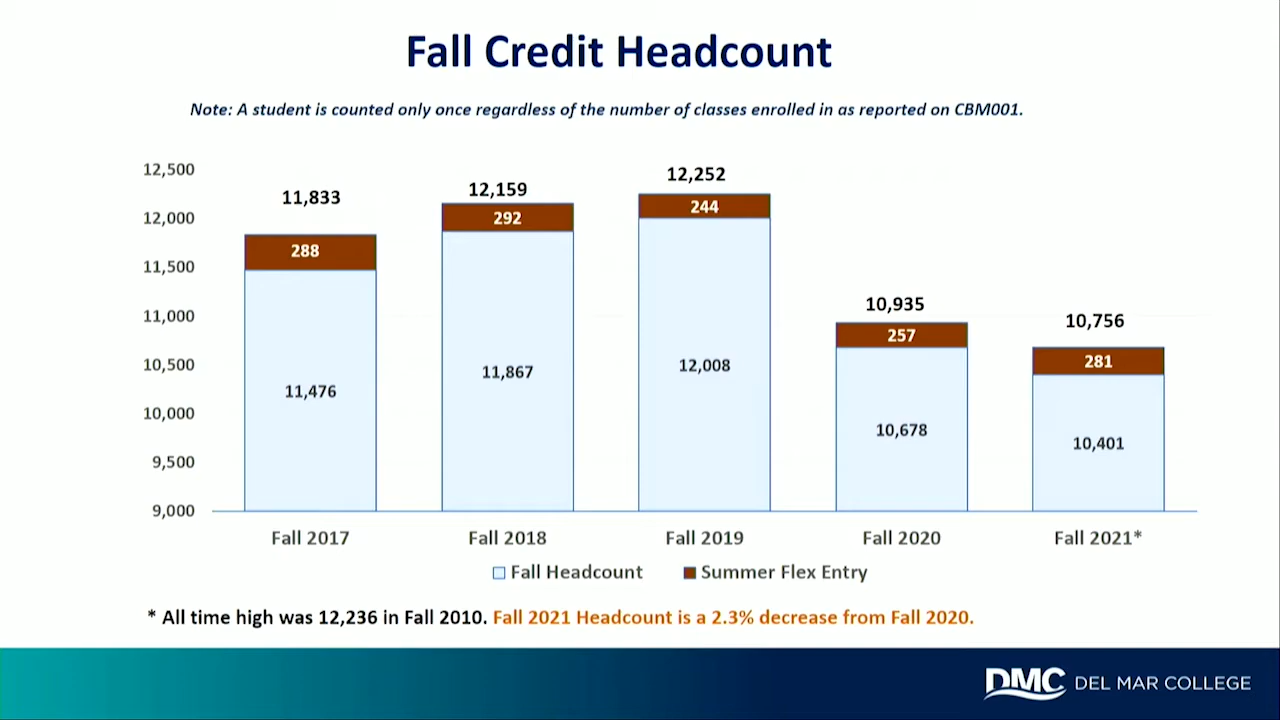 Fall Credit Headcount
Note: A student is counted only once regardless of the number of classes enrolled in as reported on CBM001.
12,500
12,000
11,500
11,000
10,500
10,000
9,500
9,000
11,833
288
11,476
12,159
292
11,867
12,252
244
12,008
10,935
257
10,678
10,756
281
10,401
Fall 2017
Fall 2018
Fall 2019
Fall 2020
Fall 2021*
Fall Headcount
Summer Flex Entry
* All time high was 12,236 in Fall 2010. Fall 2021 Headcount is a 2.3% decrease from Fall 2020.
DMC DEL MAR COLLEGE